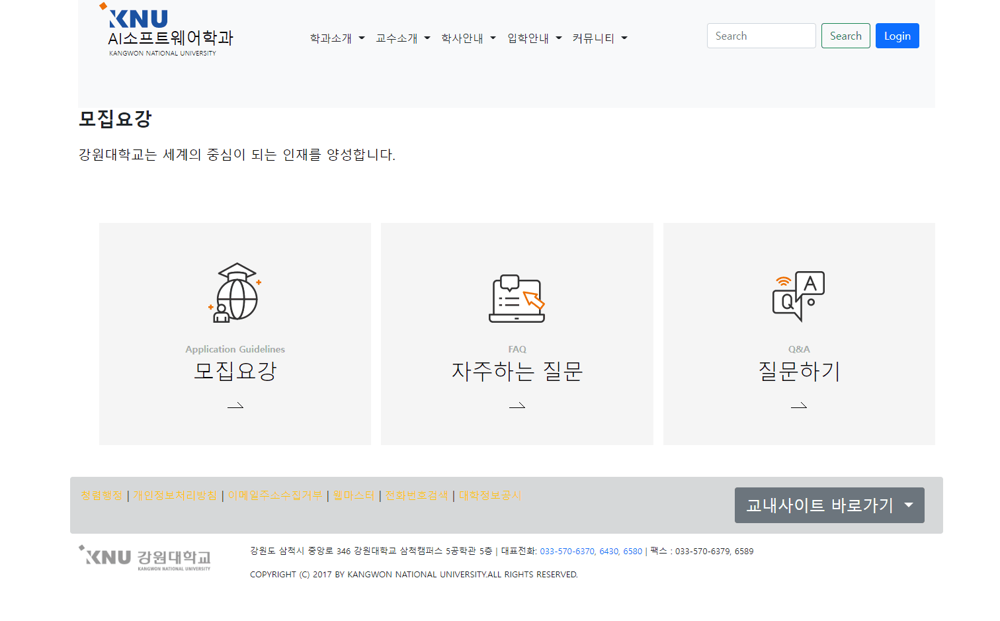 KNU
AI소프트웨어학과
KANGWON NATIONAL UNIVERSITY
학과소개 교수소개 학사안내 입학안내 커뮤니티
Search Search Login
모집요강
강원대학교는 세계의 중심이 되는 인재를 양성합니다.
Application Guidelines
모집요강
FAQ
자주하는 질문
Q A
Q&A
질문하기
청렴행정 | 개인정보처리방침 | 이메일주소수집거부 | 웹마스터 | 전화번호검색 | 대학정보공시
교내사이트 바로가기
KNU 강원대학교
KANGWON NATIONAL UNIVERSITY
강원도 삼척시 중앙로 346 강원대학교 삼척캠퍼스 5공학관 5층 | 대표전화: 033-570-6370, 6430, 6580 | 팩스 : 033-570-6379, 6589
COPYRIGHT (C) 2017 BY KANGWON NATIONAL UNIVERSITY.ALL RIGHTS RESERVED.